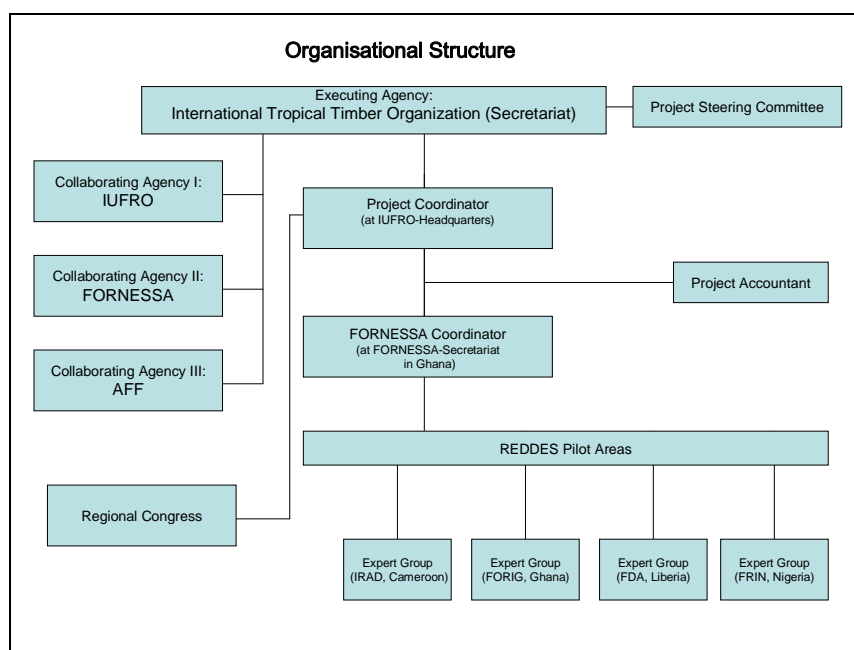 Organisational Structure
Executing Agency:
International Tropical Timber Organization (Secretariat)
Project Steering Committee
Collaborating Agency I:
IUFRO
Project Coordinator
(at IUFRO-Headquarters)
Collaborating Agency II:
FORNESSA
Project Accountant
FORNESSA Coordinator
(at FORNESSA-Secretariat
in Ghana)
Collaborating Agency III:
AFF
REDDES Pilot Areas
Regional Congress
Expert Group
(IRAD, Cameroon)
Expert Group
(FORIG, Ghana)
Expert Group
(FDA, Liberia)
Expert Group
(FRIN, Nigeria)